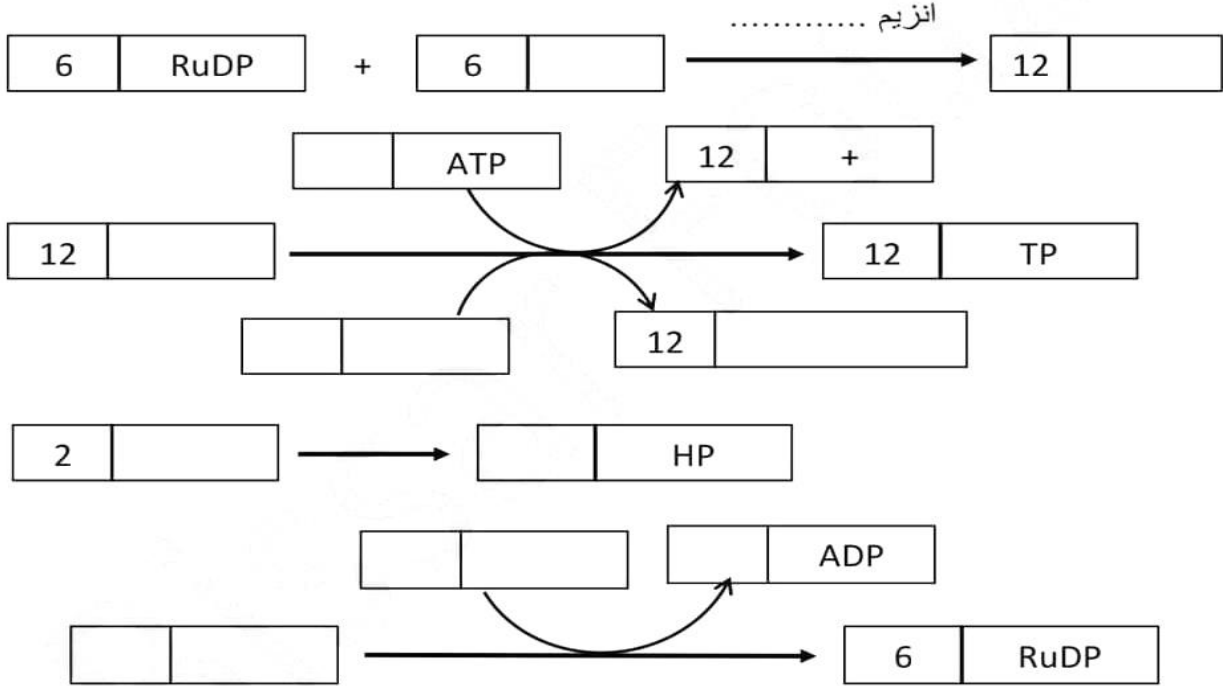 انزيم .............
6 RuDP + 6 12
ATP 12 +
12 12 TP
12
2 HP
ADP
6 RuDP